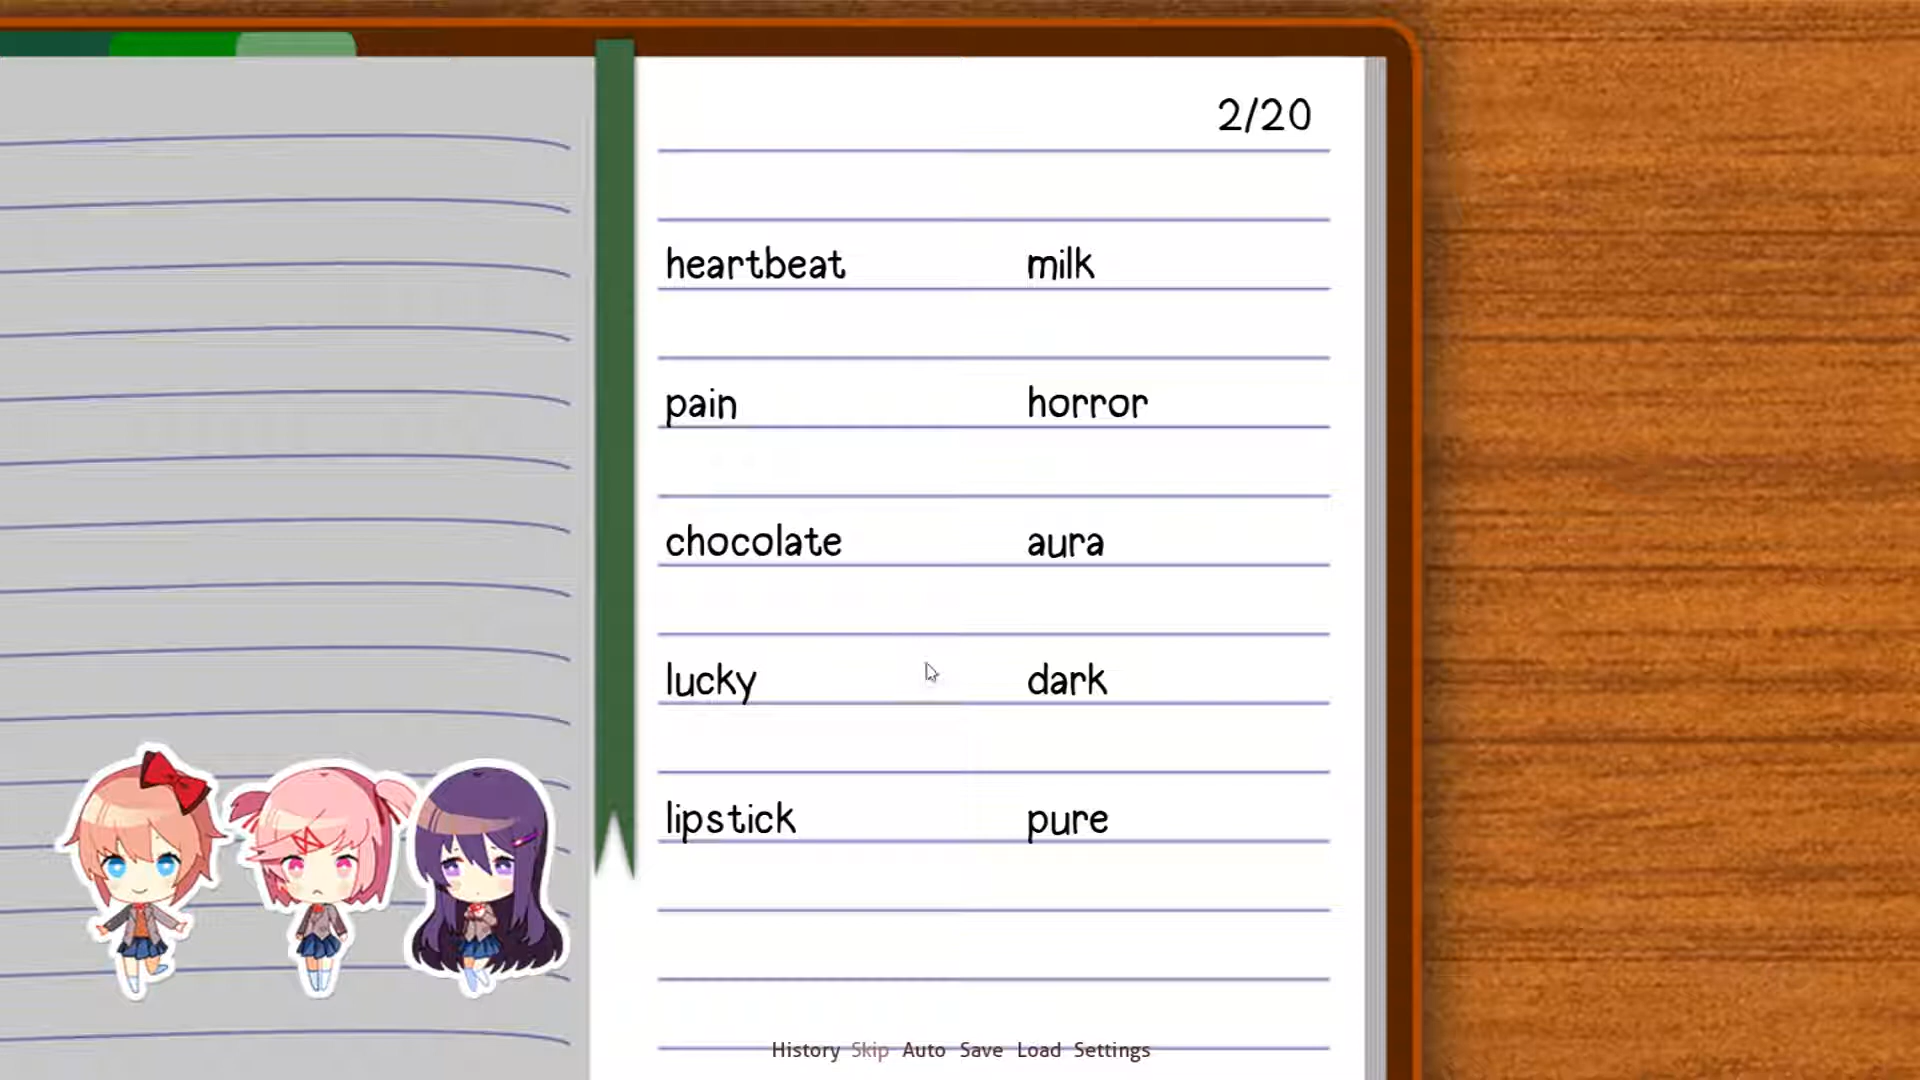 2/20
heartbeat milk
pain horror
chocolate aura
lucky dark
lipstick pure
History Skip Auto Save Load Settings